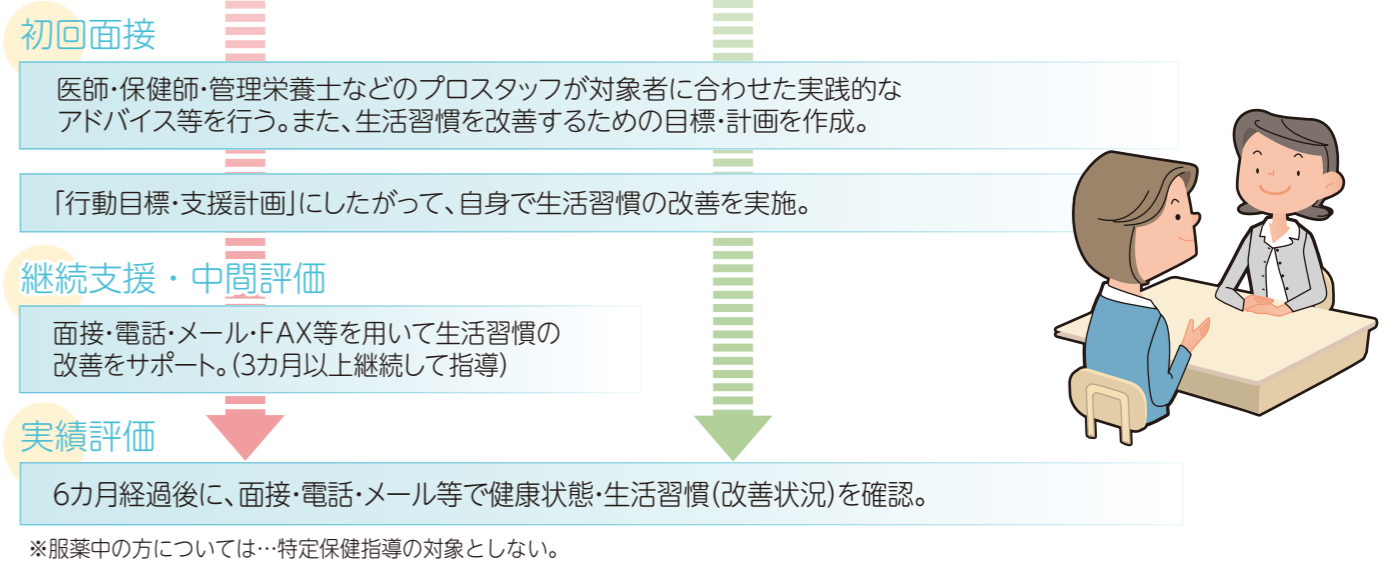 初回面接
医師・保健師・管理栄養士などのプロスタッフが対象者に合わせた実践的な
アドバイス等を行う。また、生活習慣を改善するための目標・計画を作成。
「行動目標・支援計画」にしたがって、自身で生活習慣の改善を実施。
継続支援・中間評価
面接・電話・メール・FAX等を用いて生活習慣の
改善をサポート。(3カ月以上継続して指導)
実績評価
6カ月経過後に、面接・電話・メール等で健康状態・生活習慣(改善状況)を確認。
※服薬中の方については…特定保健指導の対象としない。